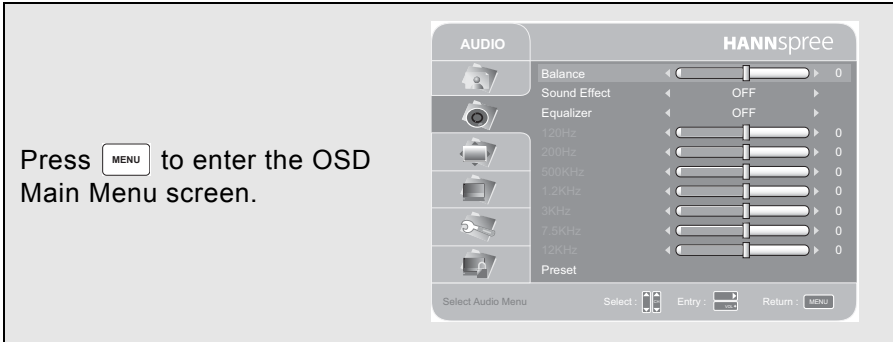 Press MENU to enter the OSD
Main Menu screen.
AUDIO
HANNspree
Balance 0
Sound Effect OFF
Equalizer OFF
120Hz 0
200Hz 0
500KHz 0
1.2KHz 0
3KHz 0
7.5KHz 0
12KHz 0
Preset
Select Audio Menu Select : Entry : Return : MENU